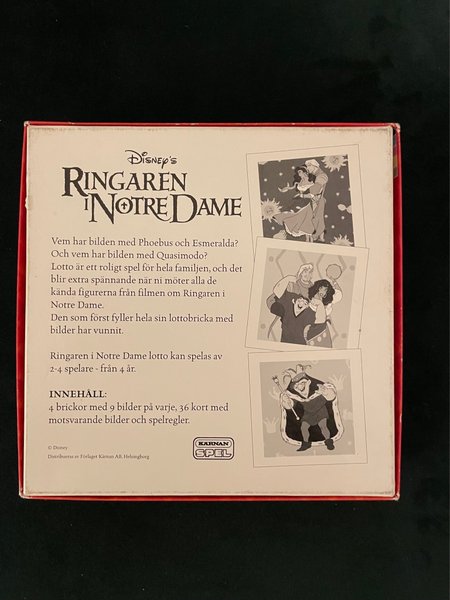 Disney's
Ringaren
i Notre Dame
Vem har bilden med Phoebus och Esmeralda?
Och vem har bilden med Quasimodo?
Lotto är ett roligt spel för hela familjen, och det
blir extra spännande när ni möter alla de
kända figurerna från filmen om Ringaren i
Notre Dame.
Den som först fyller hela sin lottobricka med
bilder har vunnit.
Ringaren i Notre Dame lotto kan spelas av
2-4 spelare - från 4 år.
INNEHÅLL:
4 brickor med 9 bilder på varje, 36 kort med
motsvarande bilder och spelregler.
© Disney
Distribueras av Förlaget Kärnan AB, Helsingborg
KÄRNAN
SPEL